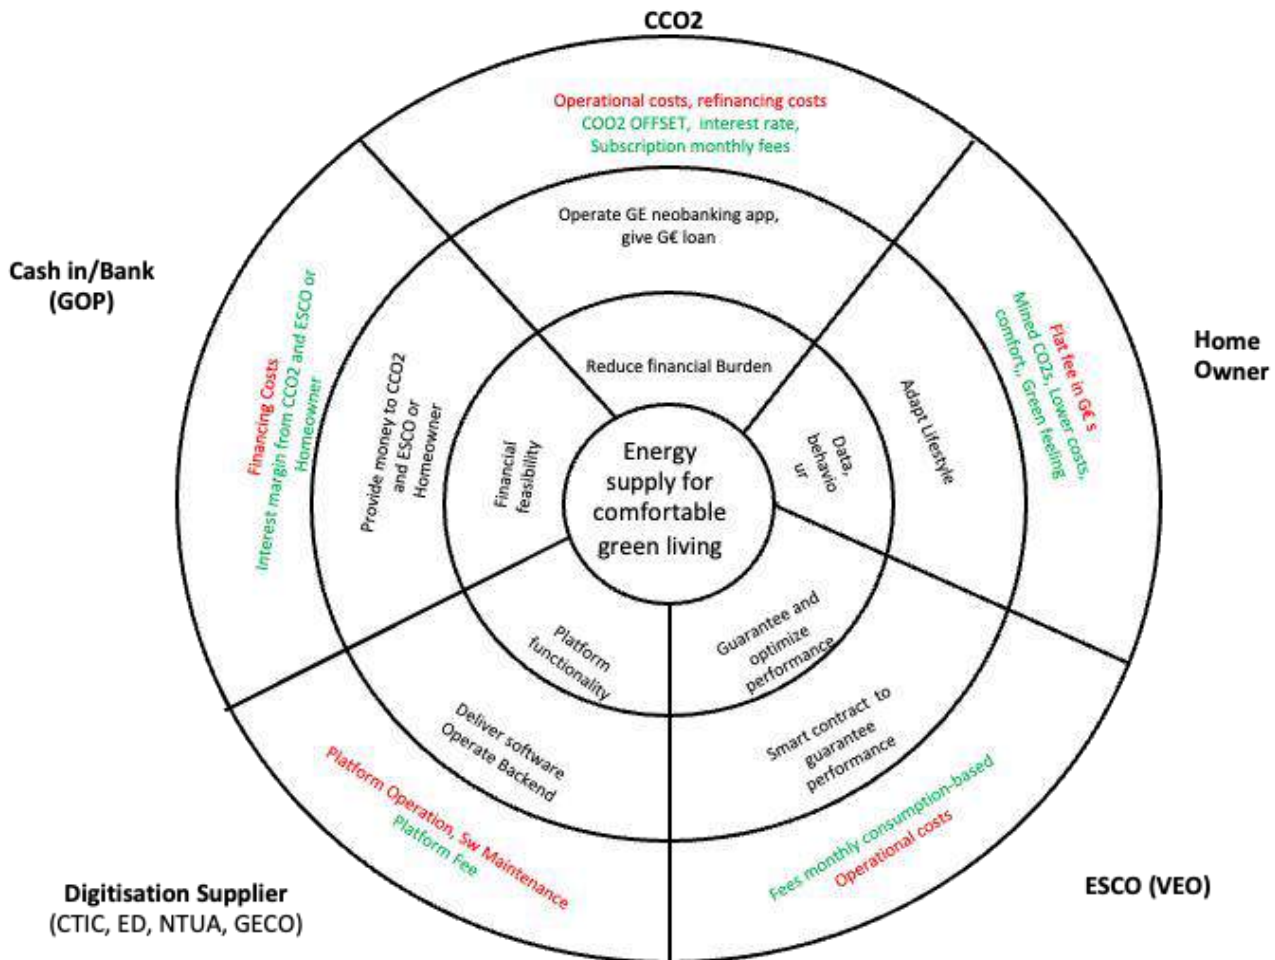 CCO2
Operational costs, refinancing costs
COO2 OFFSET, interest rate,
Subscription monthly fees
Operate GE neobanking app,
give G€ loan
Reduce financial Burden
Cash in/Bank
(GOP)
Financing Costs
Interest margin from CCO2 and ESCO or
Homeowner
Provide money to CCO2
and ESCO or
Homeowner
Financial
feasibility
Energy
supply for
comfortable
green living
Data,
behavio
ur
Adapt Lifestyle
Flat fee in G€ s
Mined CO2s, Lower costs,
comfort,, Green feeling
Home
Owner
Platform
functionality
Deliver software
Operate Backend
Platform Operation, Sw Maintenance
Platform Fee
Digitisation Supplier
(CTIC, ED, NTUA, GECO)
Guarantee and
optimize
performance
Smart contract to
guarantee
performance
Fees monthly consumption-based
Operational costs
ESCO (VEO)